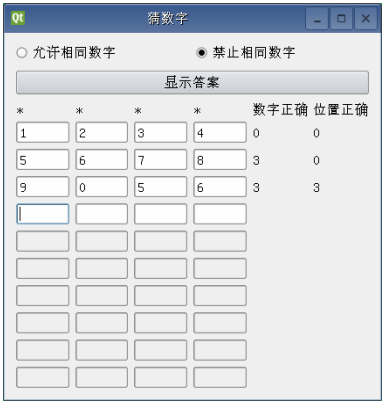 Qt 猜数字
允许相同数字 禁止相同数字
显示答案
* * * * 数字正确 位置正确
1 2 3 4 0 0
5 6 7 8 3 0
9 0 5 6 3 3